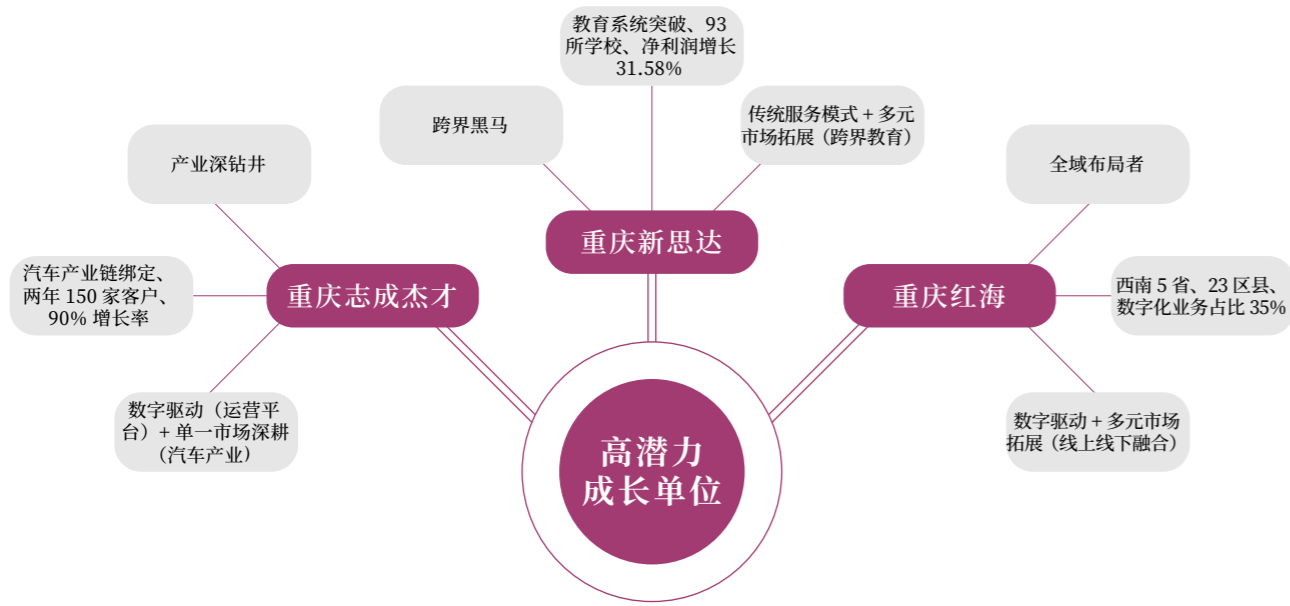 教育系统突破、93
所学校、净利润增长
31.58%
跨界黑马
传统服务模式 + 多元
市场拓展（跨界教育）
产业深钻井
全域布局者
重庆新思达
汽车产业链绑定、
两年 150 家客户、
90% 增长率
重庆志成杰才
重庆红海
西南 5 省、23 区县、
数字化业务占比 35%
数字驱动（运营平
台）+ 单一市场深耕
（汽车产业）
数字驱动 + 多元市场
拓展（线上线下融合）
高潜力
成长单位